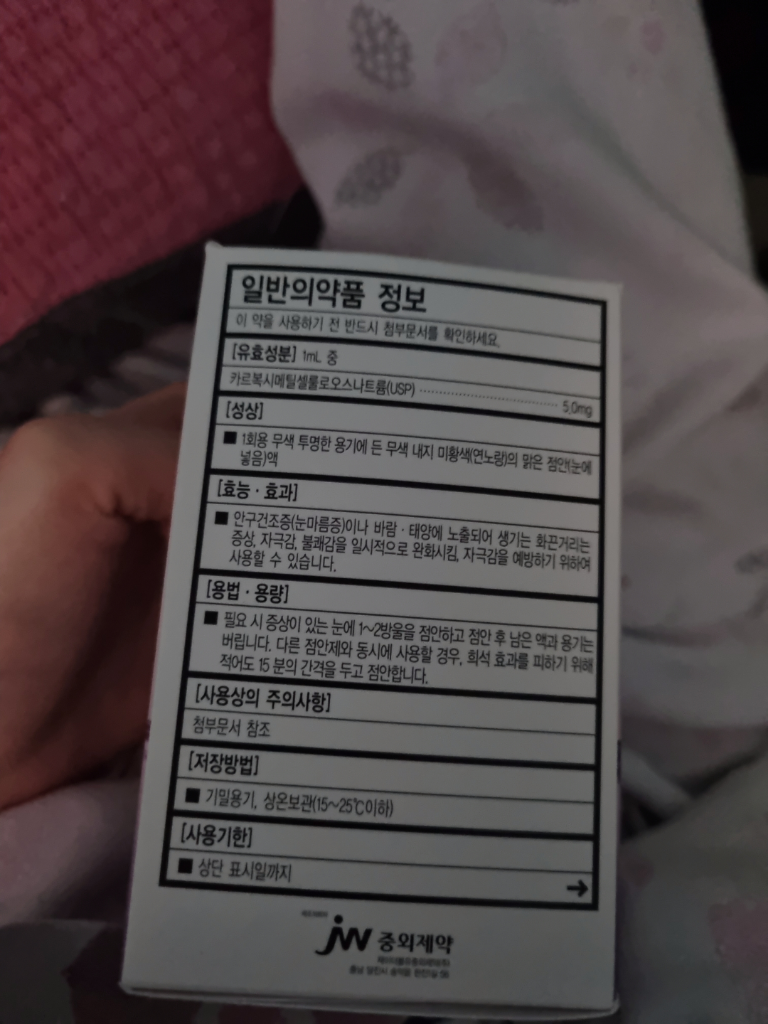 일반의약품 정보
이 약을 사용하기 전 반드시 첨부문서를 확인하세요.
[유효성분] 1mL 중
카르복시메틸셀룰로오스나트륨(USP) ································ 5.0mg
[성상]
■ 1회용 무색 투명한 용기에 든 무색 내지 미황색(연노랑)의 맑은 점안(눈에
넣음)액
[효능·효과]
■ 안구건조증(눈마름증)이나 바람·태양에 노출되어 생기는 화끈거리는
증상, 자극감, 불쾌감을 일시적으로 완화시킴, 자극감을 예방하기 위하여
사용할 수 있습니다.
[용법·용량]
■ 필요 시 증상이 있는 눈에 1~2방울을 점안하고 점안 후 남은 액과 용기는
버립니다. 다른 점안제와 동시에 사용할 경우, 희석 효과를 피하기 위해
적어도 15 분의 간격을 두고 점안합니다.
[사용상의 주의사항]
첨부문서 참조
[저장방법]
■ 기밀용기, 상온보관(15~25℃이하)
[사용기한]
■ 상단 표시일까지
→
JW 중외제약